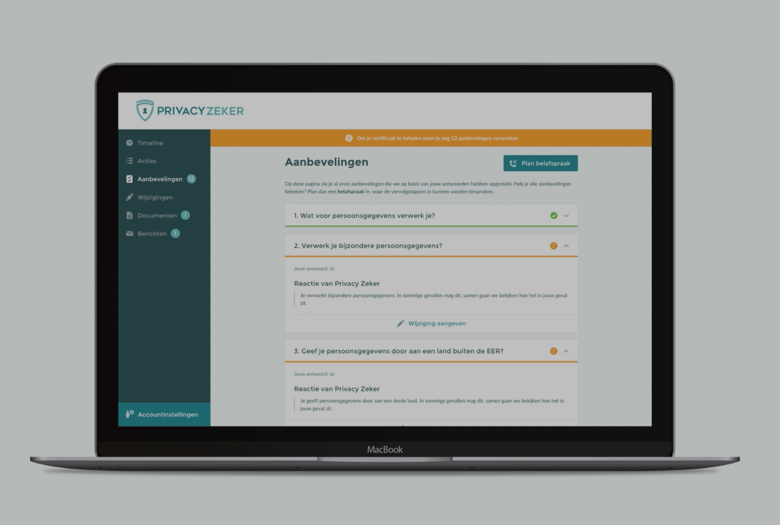 PRIVACY ZEKER
Om je certificaat te behalen moet je nog 12 aanbevelingen verwerken
Timeline
Acties
Aanbevelingen 12
Wijzigingen
Documenten 1
Berichten 1
Accountinstellingen
Aanbevelingen
Plan belafspraak
Op deze pagina zie je al onze aanbevelingen die we op basis van jouw antwoorden hebben opgesteld. Heb je alle aanbevelingen
bekeken? Plan dan een belafspraak in, waar de vervolgstappen in kunnen worden besproken.
1. Wat voor persoonsgegevens verwerk je?
2. Verwerk je bijzondere persoonsgegevens?
Jouw antwoord: Ja
Reactie van Privacy Zeker
Je verwerkt bijzondere persoonsgegevens. In sommige gevallen mag dit, samen gaan we bekijken hoe het in jouw geval
zit.
Wijziging aangeven
3. Geef je persoonsgegevens door aan een land buiten de EER?
Jouw antwoord: Ja
Reactie van Privacy Zeker
Je geeft persoonsgegevens door aan een derde land. In sommige gevallen mag dit, samen gaan we bekijken hoe het in
jouw geval zit.
MacBook